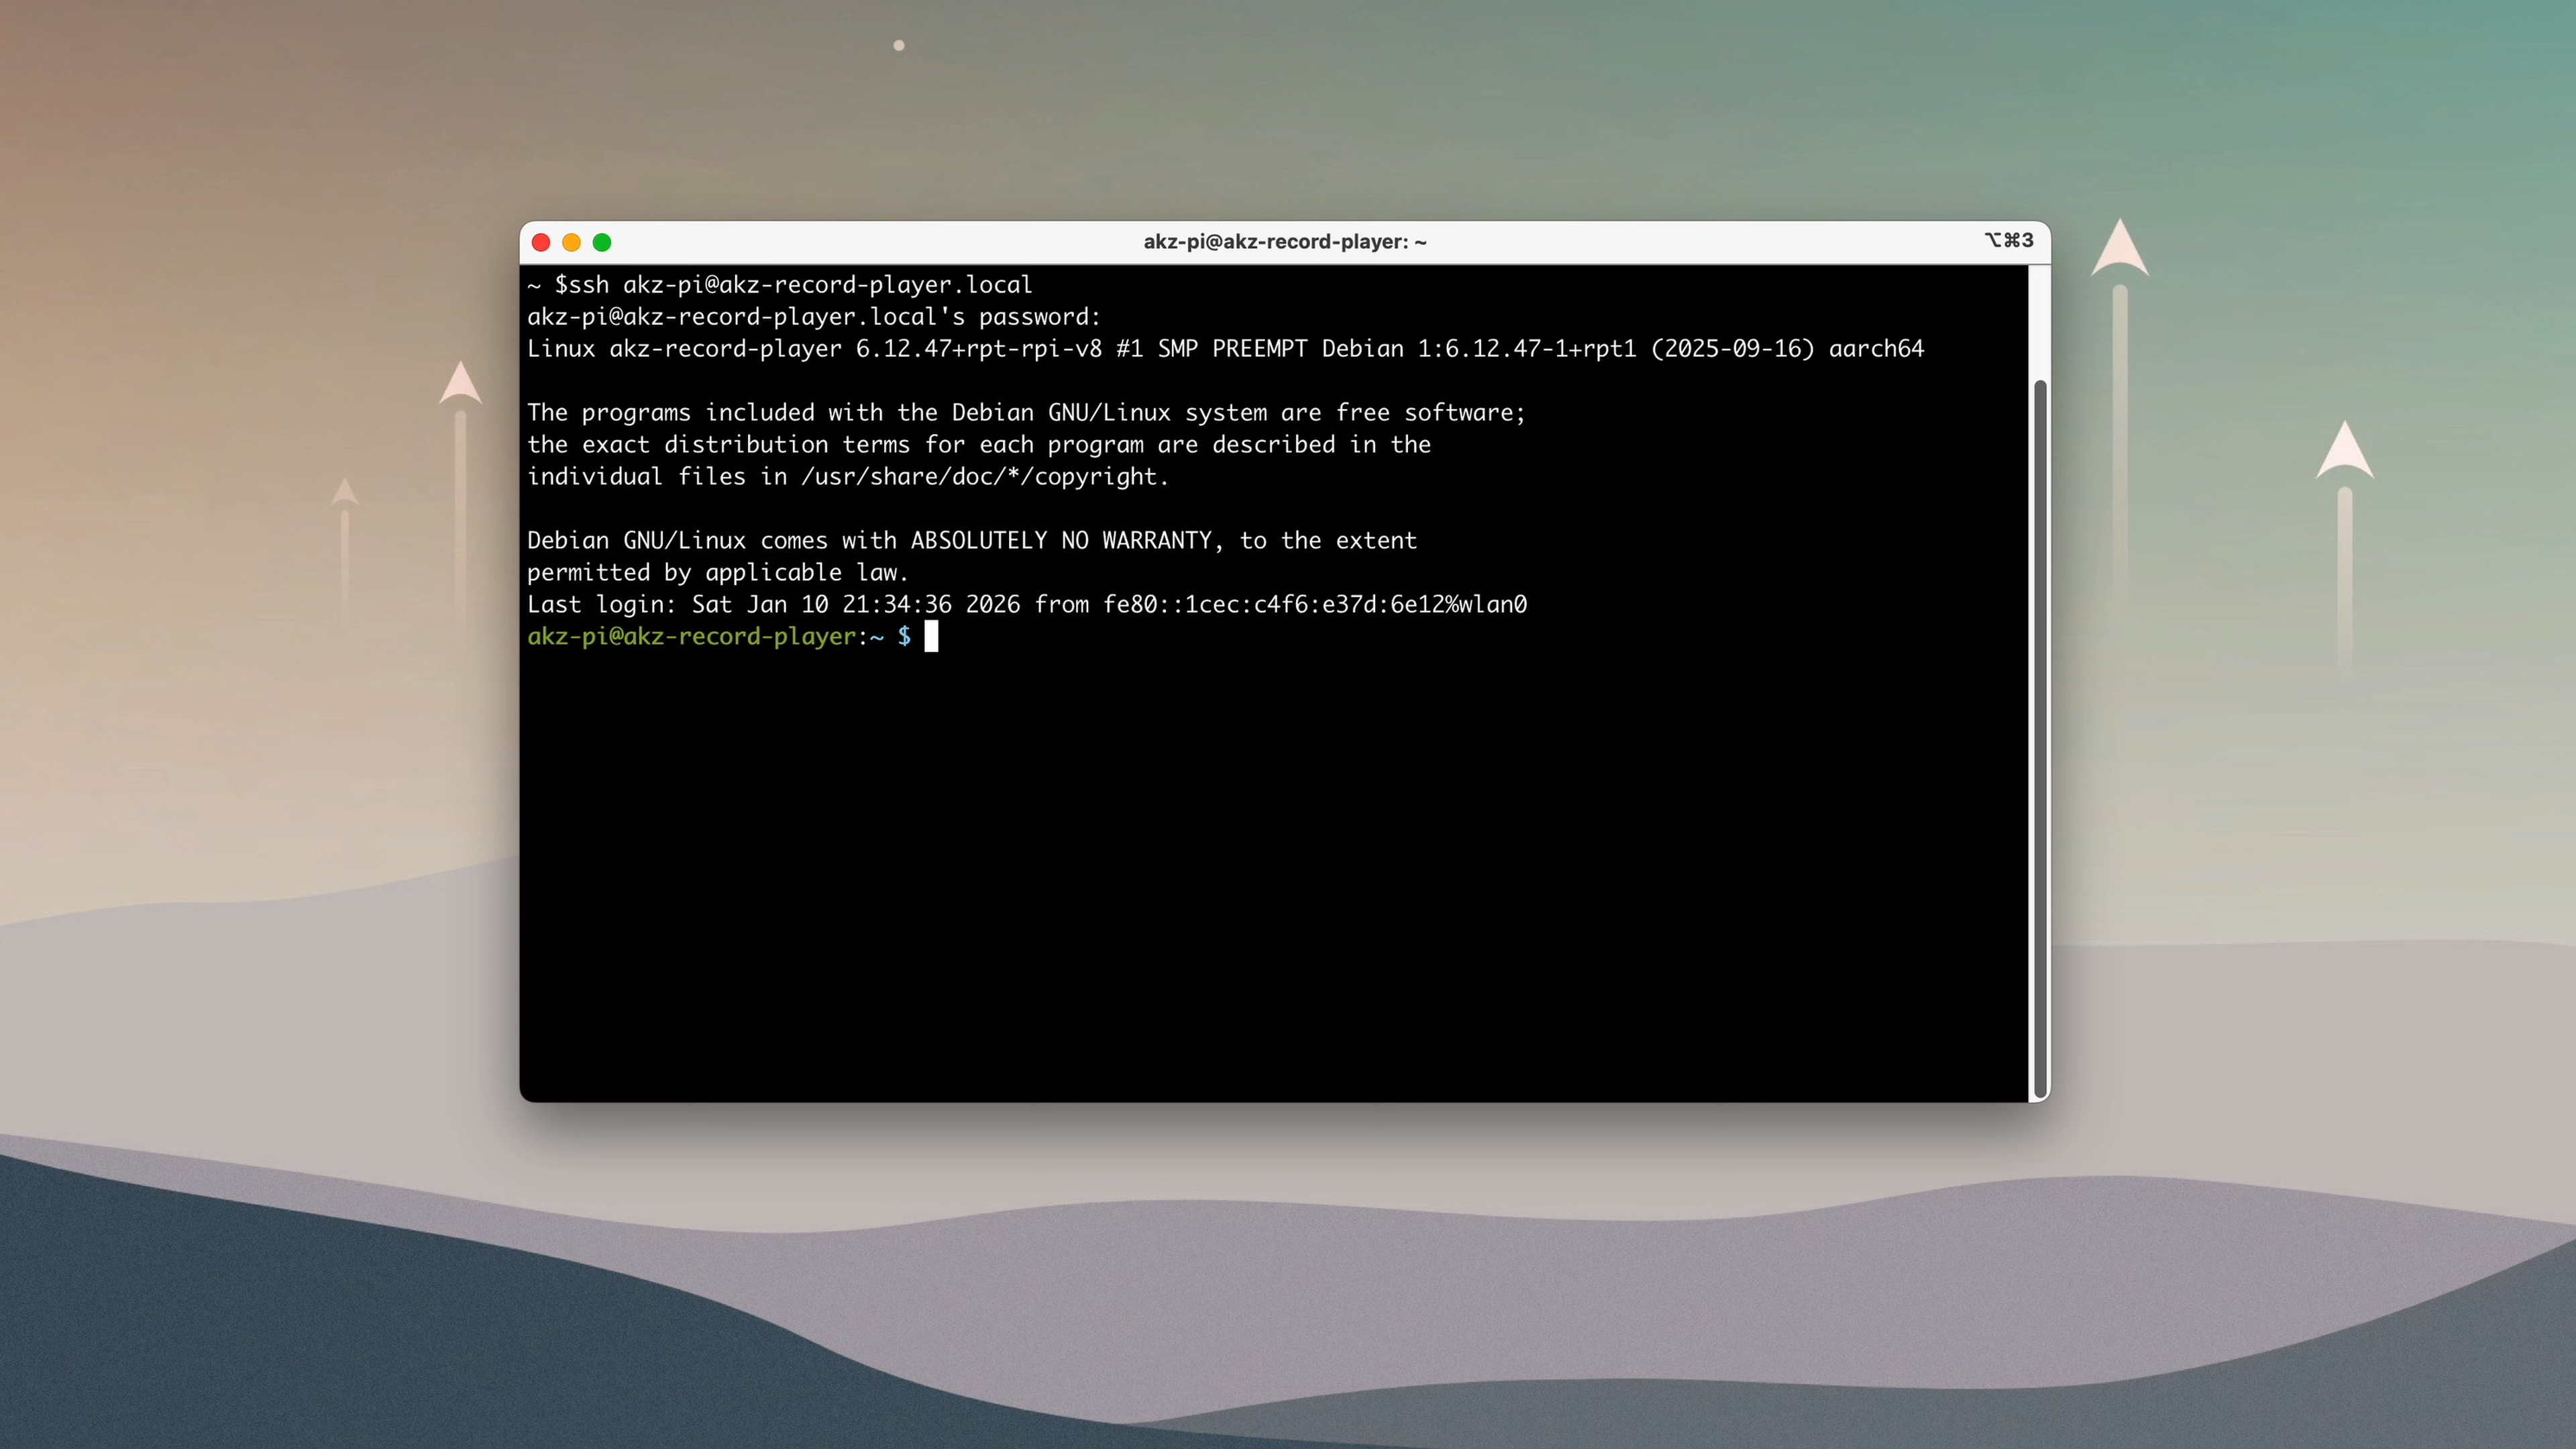 akz-pi@akz-record-player: ~
⌥⌘3
~ $ssh akz-pi@akz-record-player.local
akz-pi@akz-record-player.local's password:
Linux akz-record-player 6.12.47+rpt-rpi-v8 #1 SMP PREEMPT Debian 1:6.12.47-1+rpt1 (2025-09-16) aarch64
The programs included with the Debian GNU/Linux system are free software;
the exact distribution terms for each program are described in the
individual files in /usr/share/doc/*/copyright.
Debian GNU/Linux comes with ABSOLUTELY NO WARRANTY, to the extent
permitted by applicable law.
Last login: Sat Jan 10 21:34:36 2026 from fe80::1cec:c4f6:e37d:6e12%wlan0
akz-pi@akz-record-player:~ $